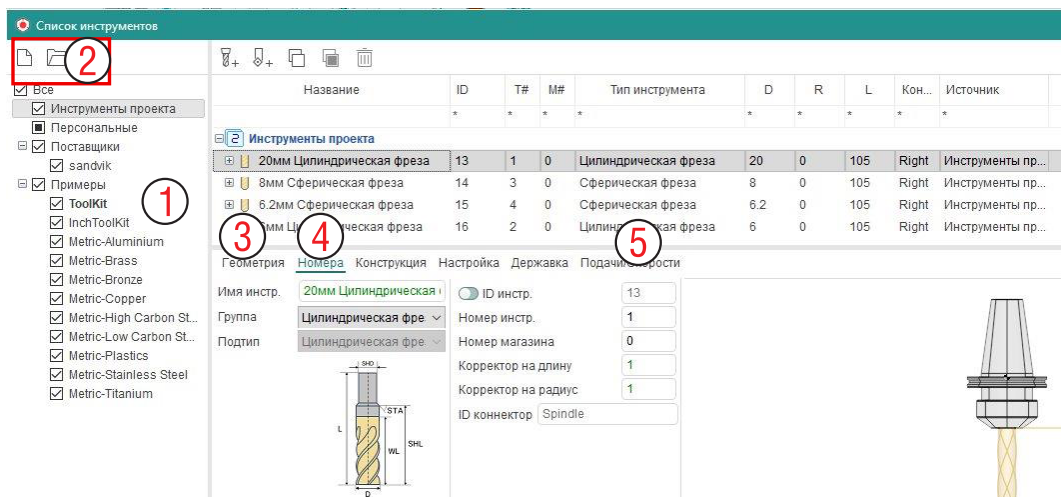 Список инструментов
2
Все
Инструменты проекта
Персональные
Поставщики
sandvik
Примеры
ToolKit
InchToolKit
Metric-Aluminium
Metric-Brass
Metric-Bronze
Metric-Copper
Metric-High Carbon St...
Metric-Low Carbon St...
Metric-Plastics
Metric-Stainless Steel
Metric-Titanium
1
Название ID T# M# Тип инструмента D R L Кон... Источник
* * * * * * * * *
Инструменты проекта
20мм Цилиндрическая фреза 13 1 0 Цилиндрическая фреза 20 0 105 Right Инструменты пр...
8мм Сферическая фреза 14 3 0 Сферическая фреза 8 0 105 Right Инструменты пр...
6.2мм Сферическая фреза 15 4 0 Сферическая фреза 6.2 0 105 Right Инструменты пр...
фреза 16 2 0 фреза 6 0 105 Right Инструменты пр...
3 4 5
Геометрия Номера Конструкция Настройка Державка Подачи/Скорости
Имя инстр. 20мм Цилиндрическая ID инстр. 13
Группа Цилиндрическая фре Номер инстр. 1
Подтип Цилиндрическая фре Номер магазина 0
Корректор на длину 1
Корректор на радиус 1
ID коннектор Spindle
SHD
STA
L
SHL
WL
D